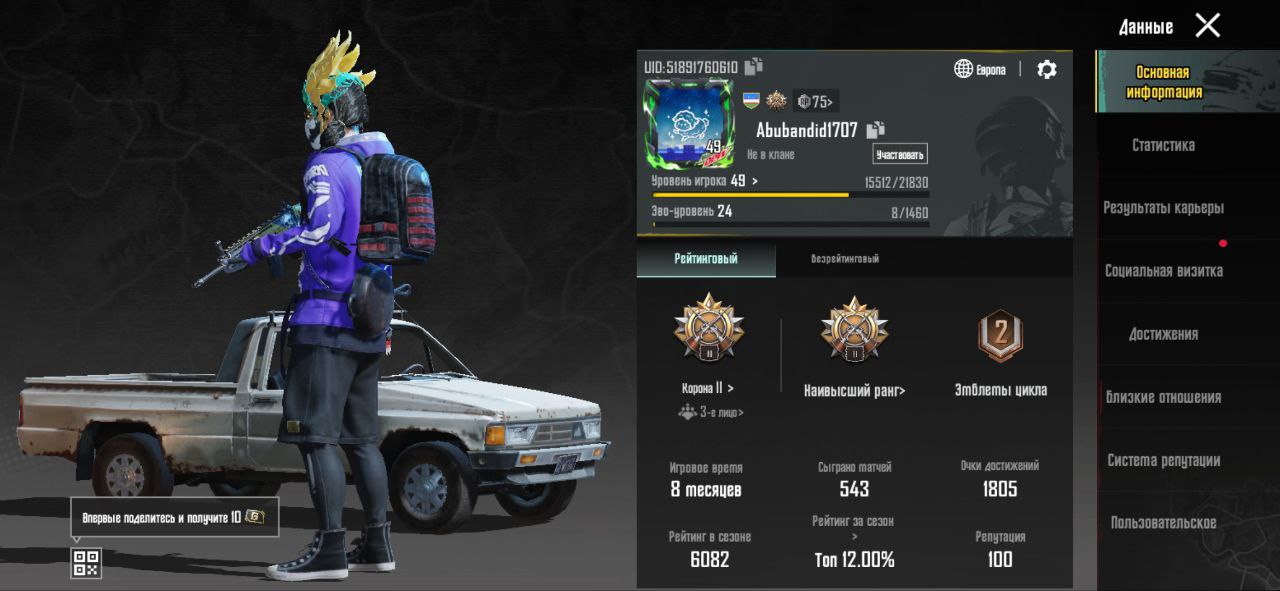 Данные
UID:51891760610
Европа
75>
Abubandid1707
Не в клане
Участвовать
49
Уровень игрока 49 >
15512/21830
Эво-уровень 24
8/1460
Рейтинговый
Безрейтинговый
II
II
2
Корона II >
Наивысший ранг>
Эмблемы цикла
3-е лицо>
Игровое время
Сыграно матчей
Очки достижений
8 месяцев
543
1805
Рейтинг в сезоне
Рейтинг за сезон
>
Репутация
6082
Топ 12.00%
100
Основная
информация
Статистика
Результаты карьеры
Социальная визитка
Достижения
Близкие отношения
Система репутации
Пользовательское
Впервые поделитесь и получите 10